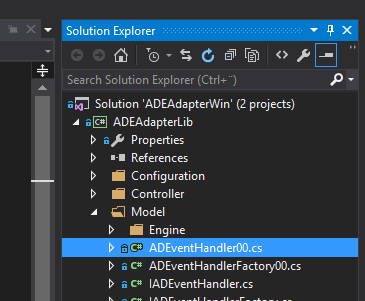 Solution Explorer
Search Solution Explorer (Ctrl+¨)
Solution 'ADEAdapterWin' (2 projects)
C# ADEAdapterLib
Properties
References
Configuration
Controller
Model
Engine
C# ADEventHandler00.cs
C# ADEventHandlerFactory00.cs
C# IADEventHandler.cs